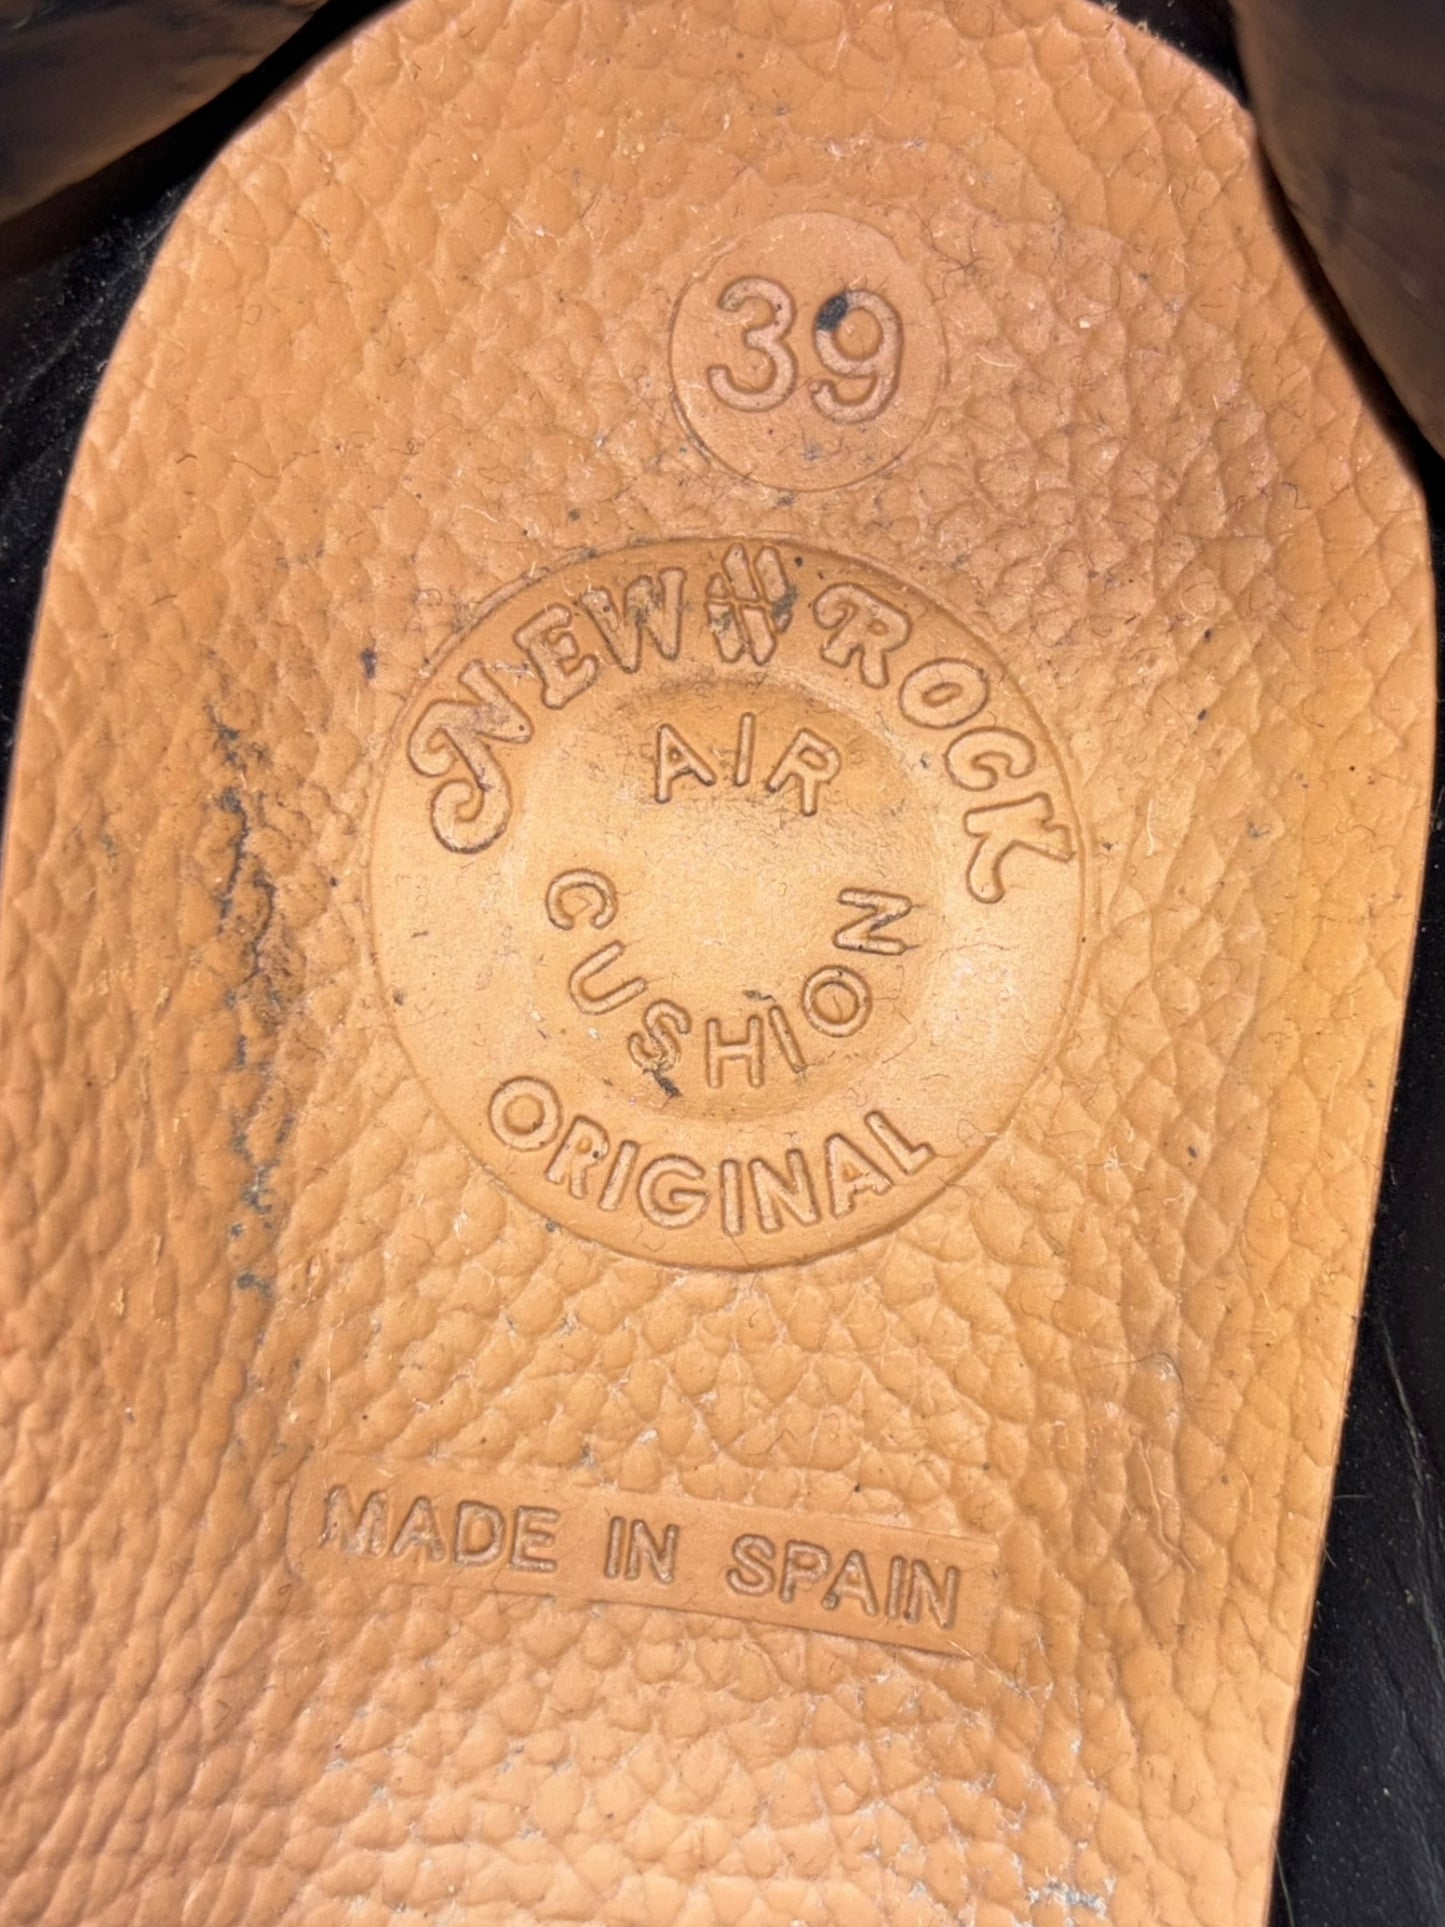 39
NEW ROCK
AIR
CUSHION
ORIGINAL
MADE IN SPAIN